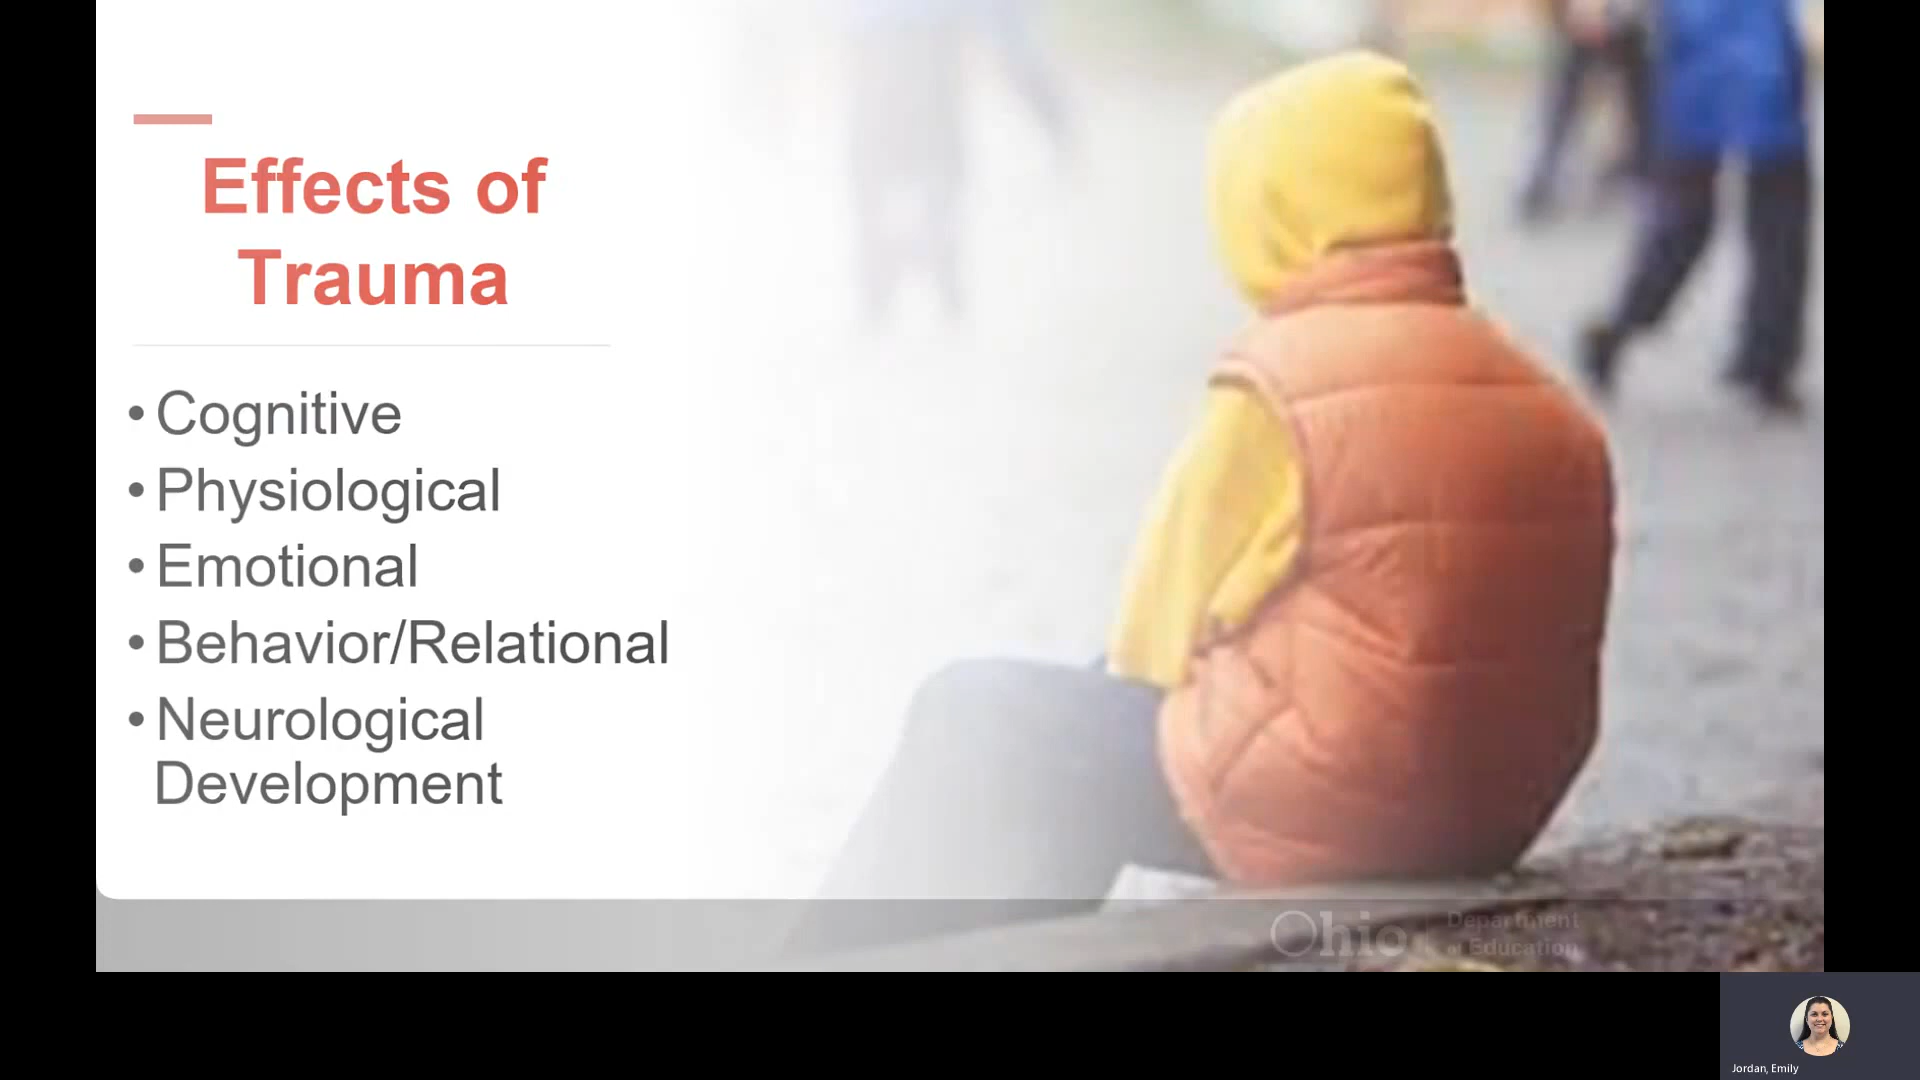 Effects of
Trauma
• Cognitive
• Physiological
• Emotional
• Behavior/Relational
• Neurological
Development
Ohio
Department
of Education
Jordan, Emily